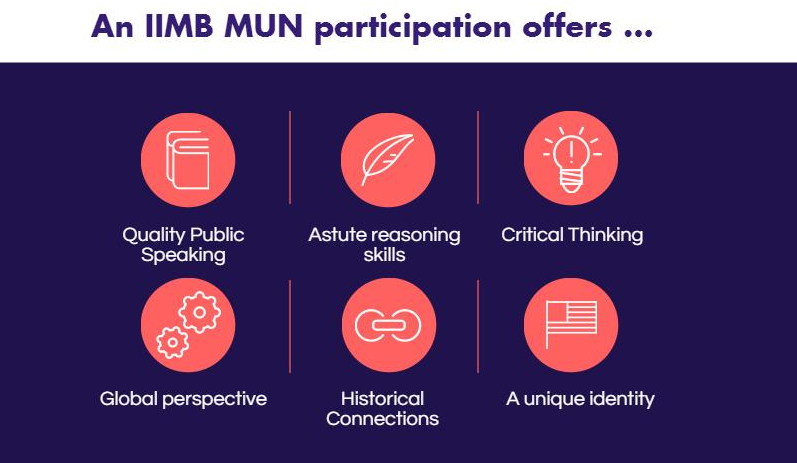 An IIMB MUN participation offers ...
Quality Public
Speaking
Astute reasoning
skills
Critical Thinking
Global perspective
Historical
Connections
A unique identity